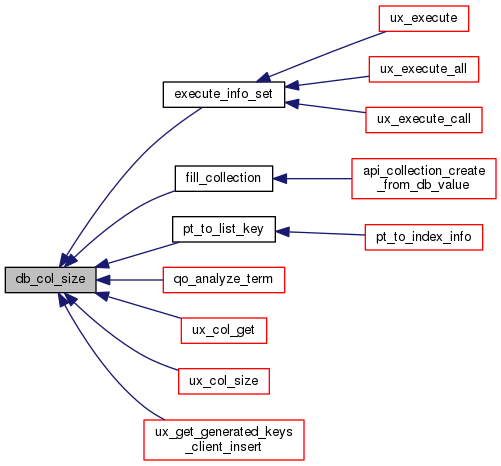 ux_execute
execute_info_set
ux_execute_all
ux_execute_call
fill_collection
api_collection_create
_from_db_value
pt_to_list_key
pt_to_index_info
db_col_size
qo_analyze_term
ux_col_get
ux_col_size
ux_get_generated_keys
_client_insert